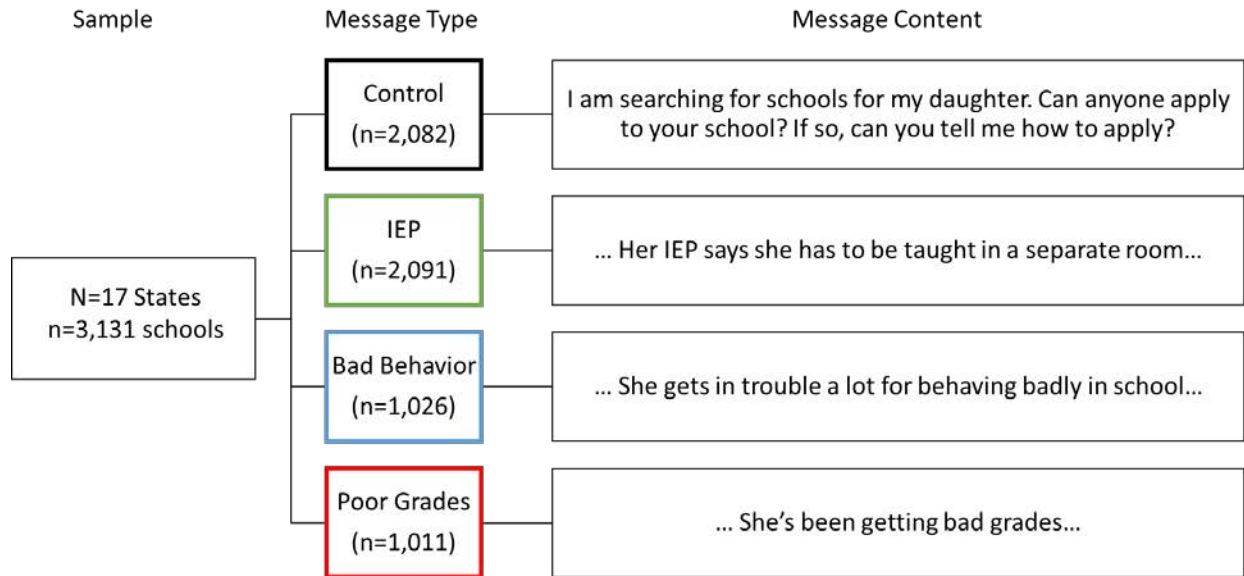 Sample
Message Type
Message Content
N=17 States
n=3,131 schools
Control
(n=2,082)
I am searching for schools for my daughter. Can anyone apply
to your school? If so, can you tell me how to apply?
IEP
(n=2,091)
... Her IEP says she has to be taught in a separate room...
Bad Behavior
(n=1,026)
... She gets in trouble a lot for behaving badly in school...
Poor Grades
(n=1,011)
... She’s been getting bad grades...